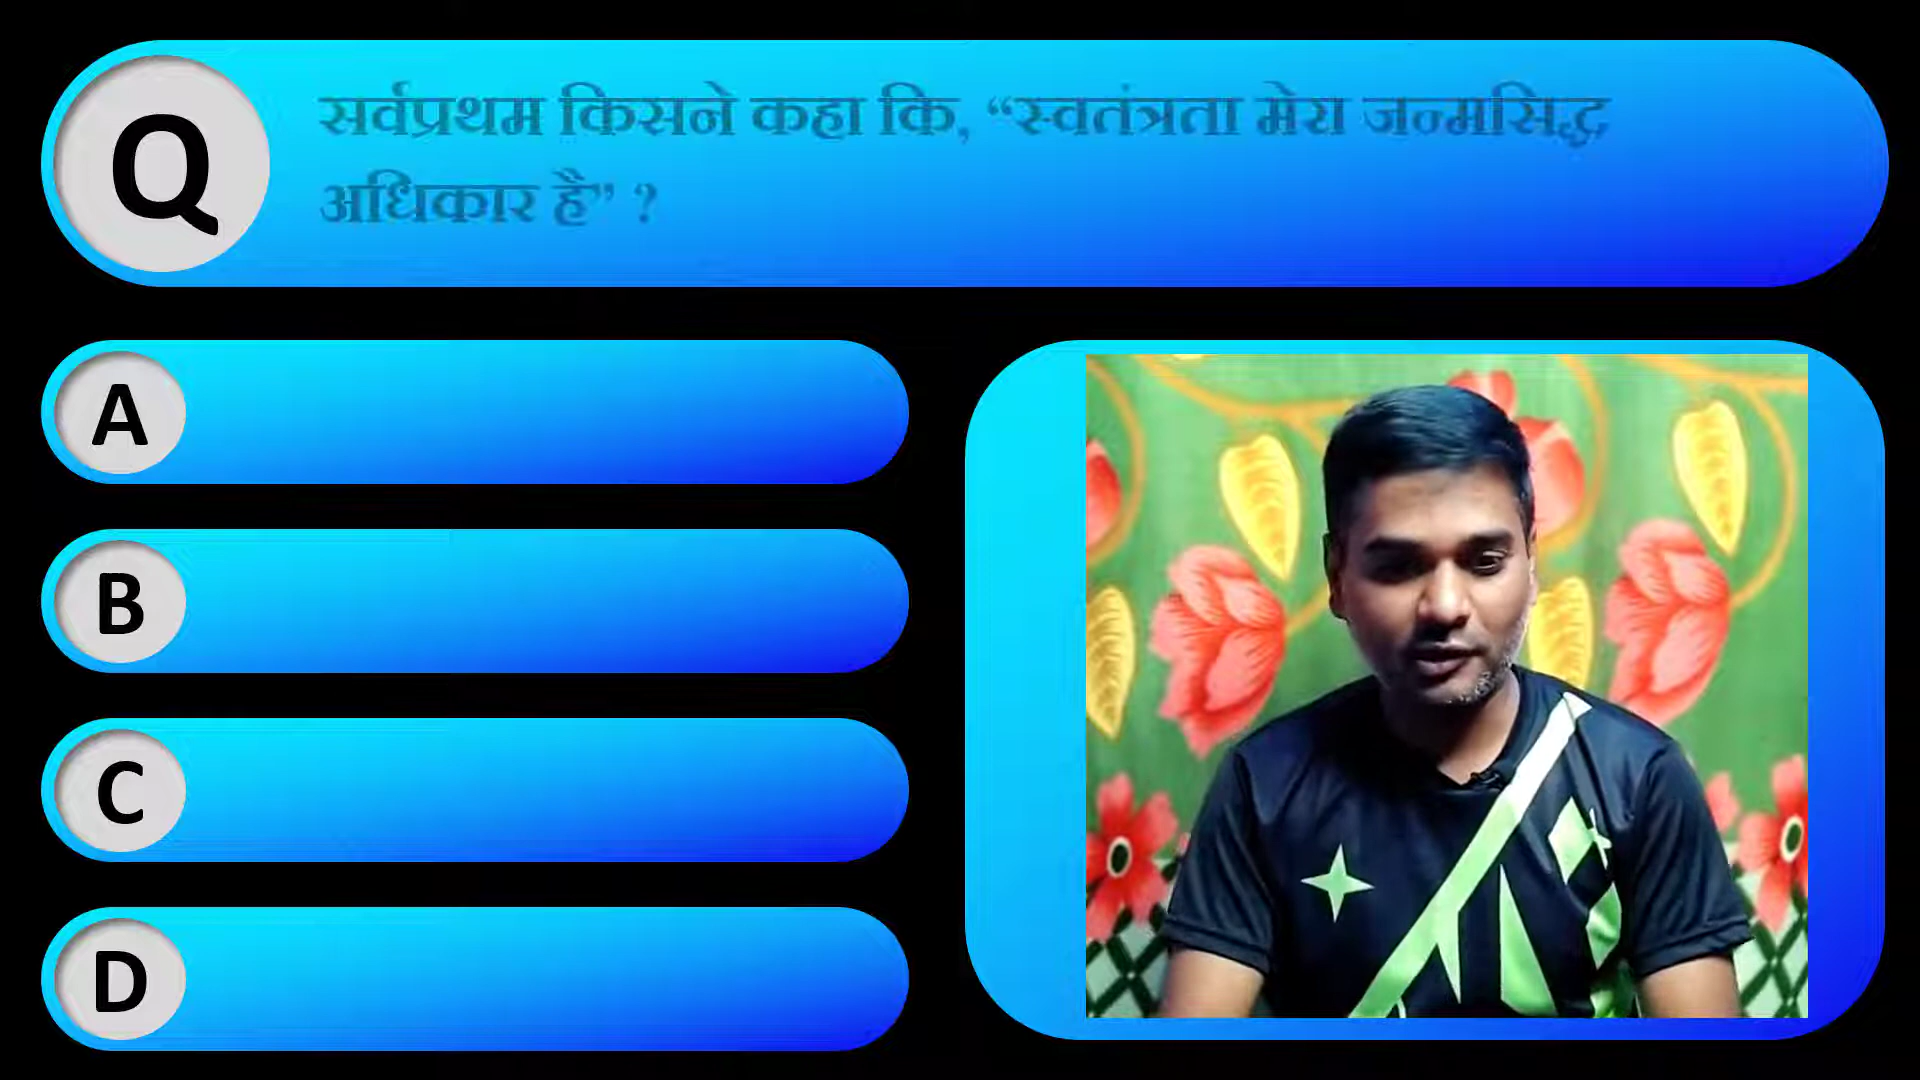 Q
सर्वप्रथम किसने कहा कि, “स्वतंत्रता मेरा जन्मसिद्ध
अधिकार है” ?
A
B
C
D